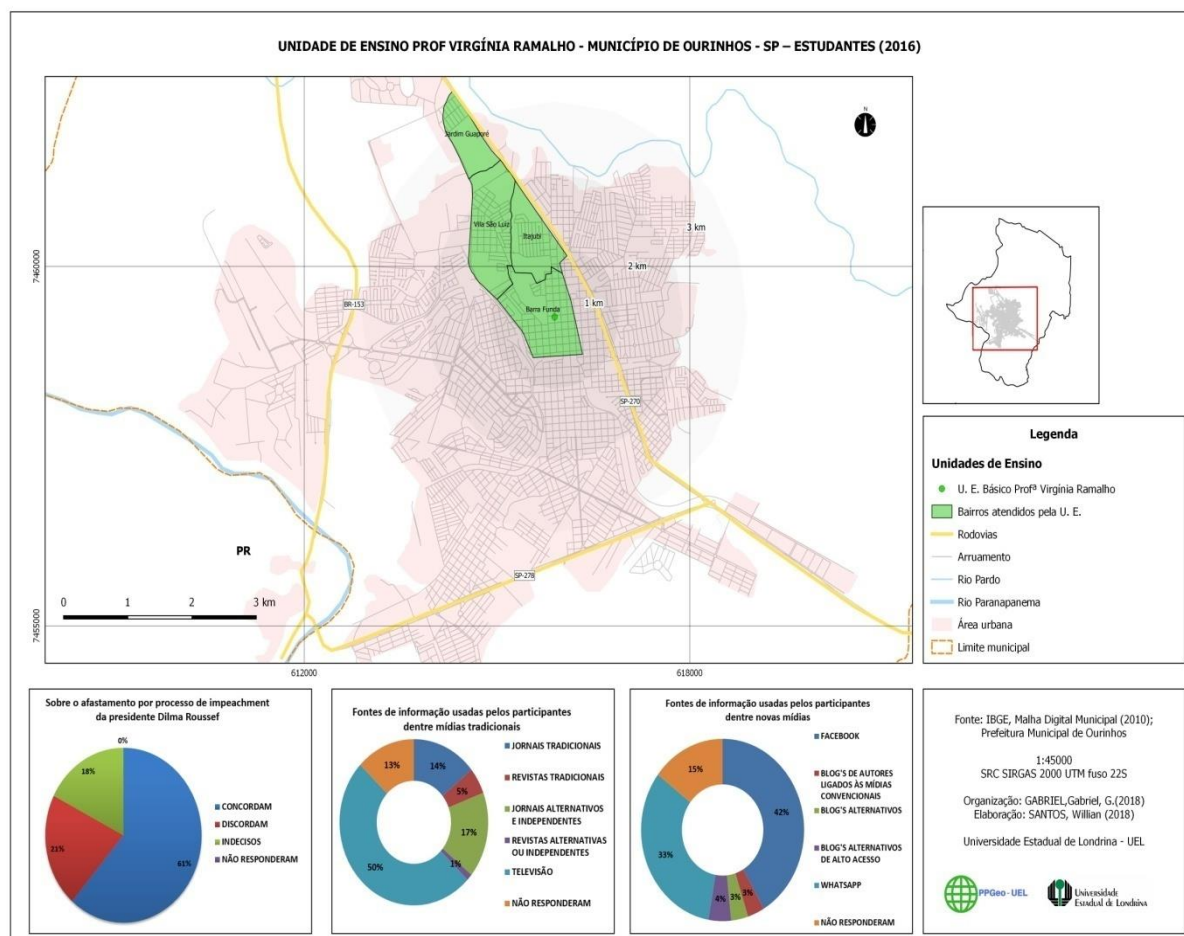 UNIDADE DE ENSINO PROF VIRGÍNIA RAMALHO - MUNICÍPIO DE OURINHOS - SP – ESTUDANTES (2016)
N
Jardim Guaporé
Vila São Luiz
Itajubi
3 km
2 km
7460000
BR-153
Barra Funda
1 km
SP-270
PR
SP-278
0 1 2 3 km
7455000
612000
618000
Legenda
Unidades de Ensino
U. E. Básico Profª Virgínia Ramalho
Bairros atendidos pela U. E.
Rodovias
Arruamento
Rio Pardo
Rio Paranapanema
Área urbana
Limite municipal
Sobre o afastamento por processo de impeachment
da presidente Dilma Roussef
0%
18%
21%
61%
CONCORDAM
DISCORDAM
INDECISOS
NÃO RESPONDERAM
Fontes de informação usadas pelos participantes
dentre mídias tradicionais
13%
14%
5%
17%
1%
50%
JORNAIS TRADICIONAIS
REVISTAS TRADICIONAIS
JORNAIS ALTERNATIVOS
E INDEPENDENTES
REVISTAS ALTERNATIVAS
OU INDEPENDENTES
TELEVISÃO
NÃO RESPONDERAM
Fontes de informação usadas pelos participantes
dentre novas mídias
15%
42%
33%
4%
3%
3%
FACEBOOK
BLOG'S DE AUTORES
LIGADOS ÀS MÍDIAS
CONVENCIONAIS
BLOG'S ALTERNATIVOS
BLOG'S ALTERNATIVOS
DE ALTO ACESSO
WHATSAPP
NÃO RESPONDERAM
Fonte: IBGE, Malha Digital Municipal (2010);
Prefeitura Municipal de Ourinhos
1:45000
SRC SIRGAS 2000 UTM fuso 22S
Organização: GABRIEL,Gabriel, G.(2018)
Elaboração: SANTOS, Willian (2018)
Universidade Estadual de Londrina - UEL
PPGeo - UEL
Universidade
Estadual de Londrina